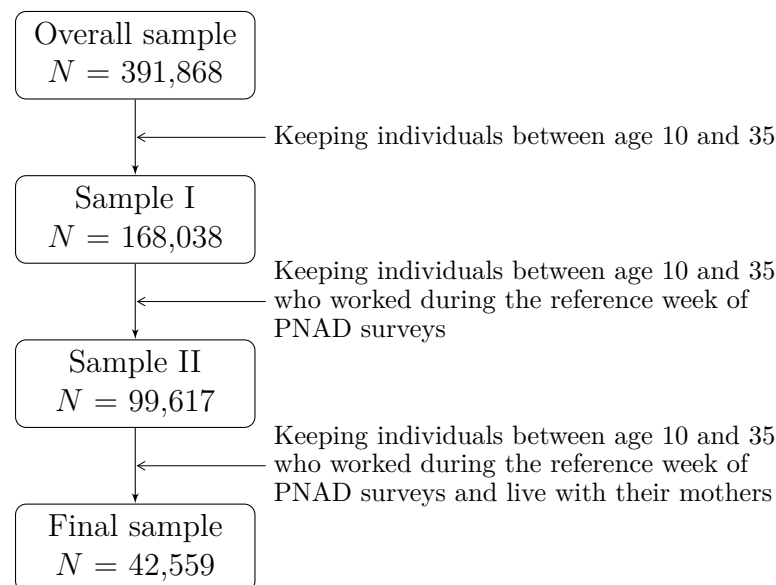 Overall sample
N = 391,868
Keeping individuals between age 10 and 35
Sample I
N = 168,038
Keeping individuals between age 10 and 35
who worked during the reference week of
PNAD surveys
Sample II
N = 99,617
Keeping individuals between age 10 and 35
who worked during the reference week of
PNAD surveys and live with their mothers
Final sample
N = 42,559